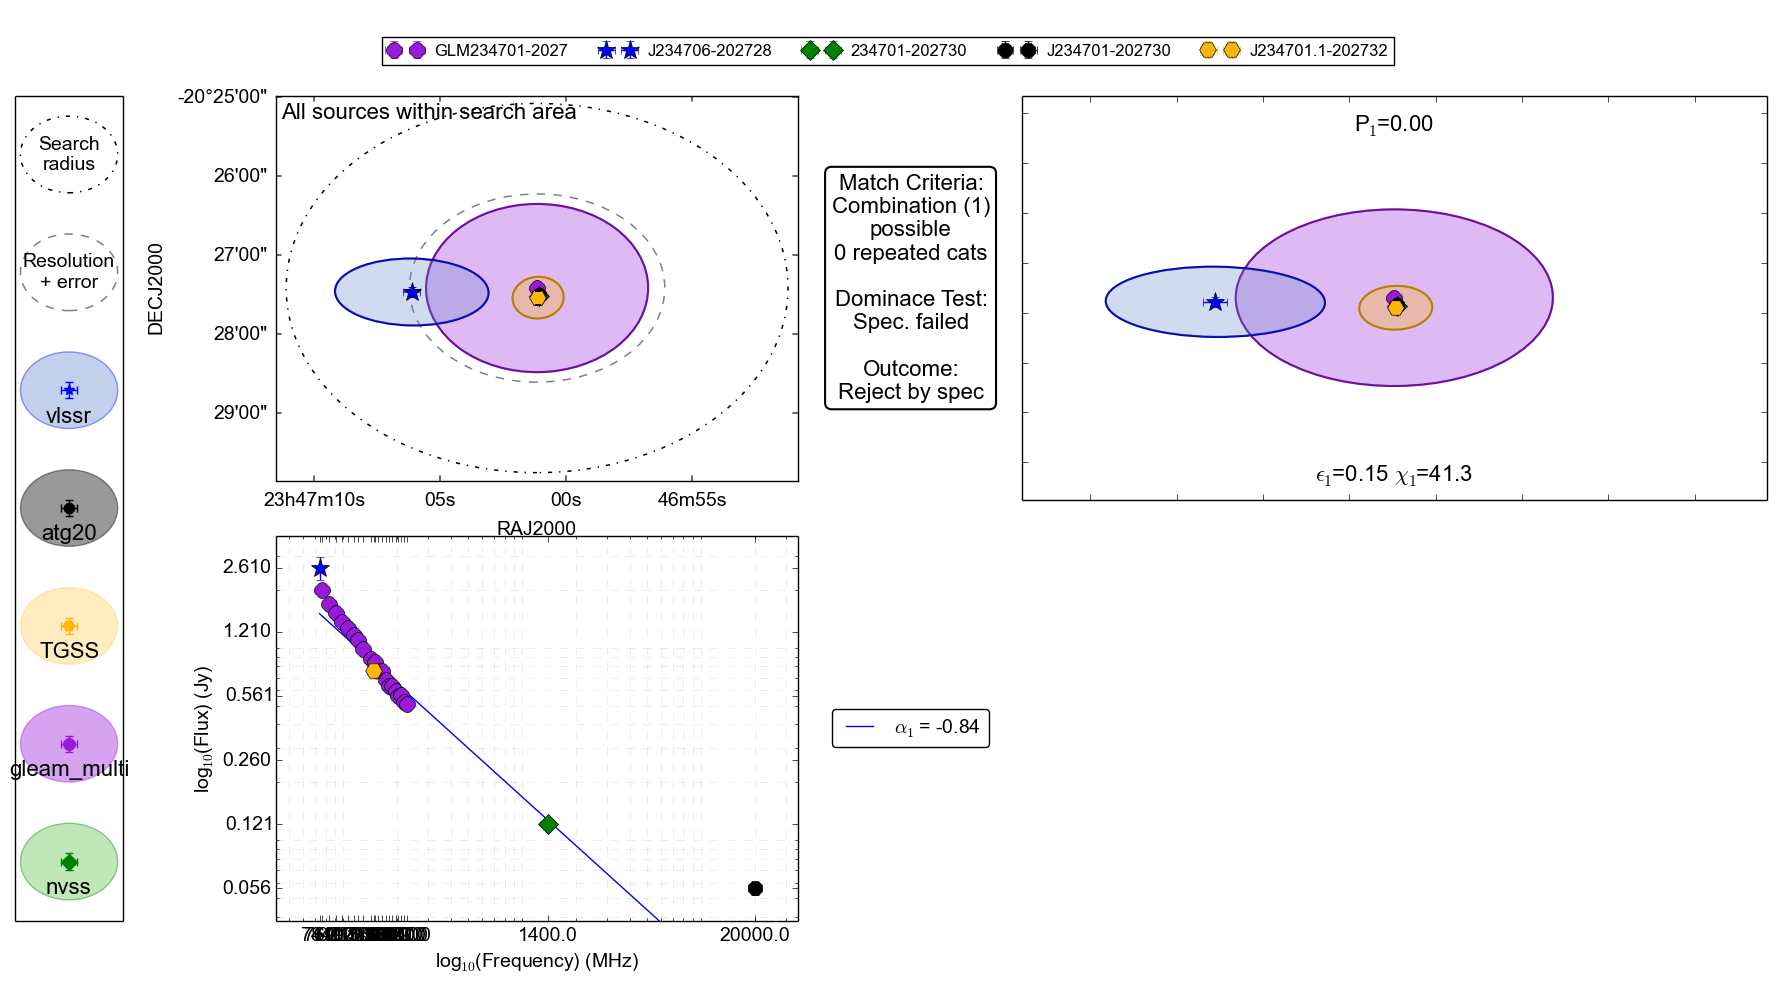 GLM234701-2027 J234706-202728 234701-202730 J234701-202730 J234701.1-202732
Search
radius
Resolution
+ error
vlssr
atg20
TGSS
gleam_multi
nvss
All sources within search area
-20°25'00"
26'00"
27'00"
28'00"
29'00"
DECJ2000
23h47m10s 05s 00s 46m55s
RAJ2000
Match Criteria:
Combination (1)
possible
0 repeated cats
Dominace Test:
Spec. failed
Outcome:
Reject by spec
P₁=0.00
ϵ₁=0.15 χ₁=41.3
2.610
1.210
0.561
0.260
0.121
0.056
log₁₀(Flux) (Jy)
1400.0 20000.0
log₁₀(Frequency) (MHz)
α₁ = -0.84